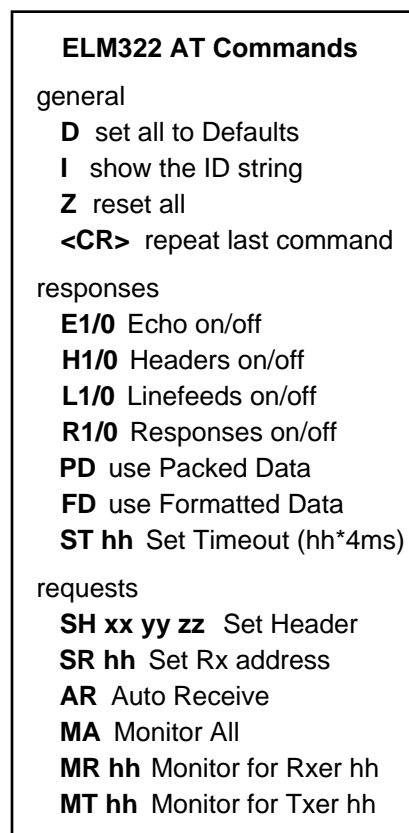 ELM322 AT Commands
general
D set all to Defaults
I show the ID string
Z reset all
<CR> repeat last command
responses
E1/0 Echo on/off
H1/0 Headers on/off
L1/0 Linefeeds on/off
R1/0 Responses on/off
PD use Packed Data
FD use Formatted Data
ST hh Set Timeout (hh*4ms)
requests
SH xx yy zz Set Header
SR hh Set Rx address
AR Auto Receive
MA Monitor All
MR hh Monitor for Rxer hh
MT hh Monitor for Txer hh